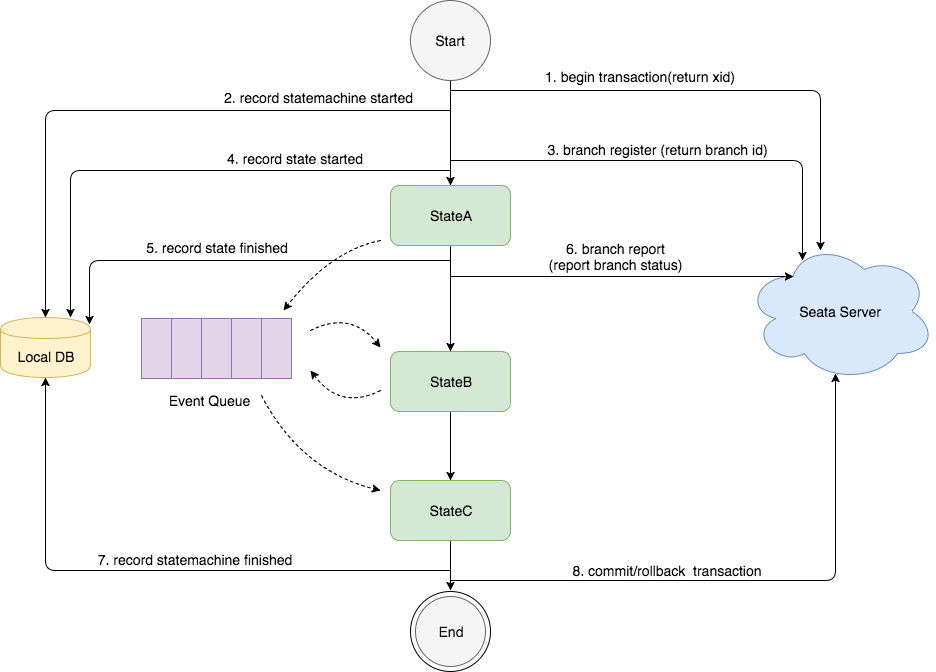 Start
1. begin transaction(return xid)
2. record statemachine started
3. branch register (return branch id)
4. record state started
StateA
5. record state finished
6. branch report
(report branch status)
Seata Server
Local DB
StateB
Event Queue
StateC
7. record statemachine finished
8. commit/rollback  transaction
End